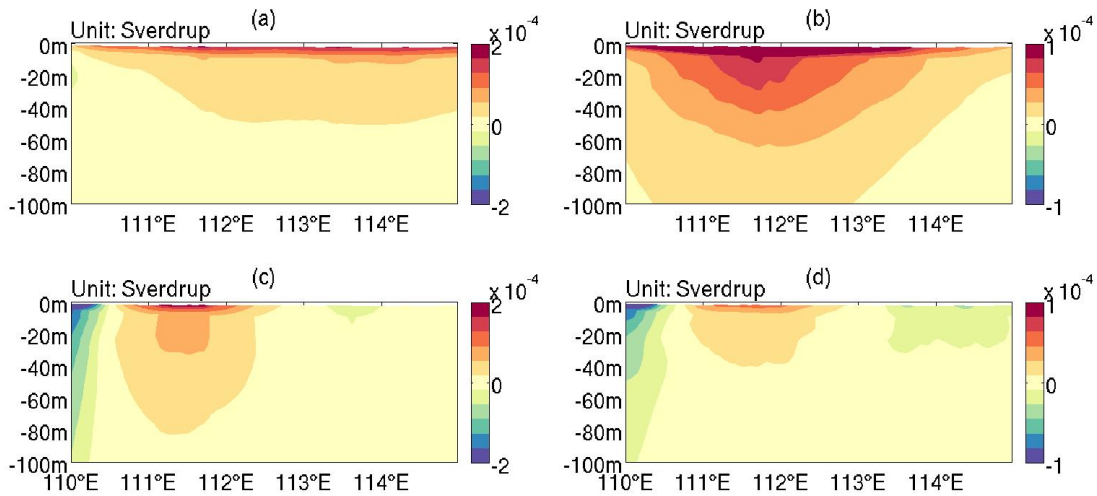 (a)
Unit: Sverdrup
x 10^-4
0m
-20m
-40m
-60m
-80m
-100m
111°E 112°E 113°E 114°E
2
0
-2
(b)
Unit: Sverdrup
x 10^-4
0m
-20m
-40m
-60m
-80m
-100m
111°E 112°E 113°E 114°E
1
0
-1
(c)
Unit: Sverdrup
x 10^-4
0m
-20m
-40m
-60m
-80m
-100m
110°E 111°E 112°E 113°E 114°E
2
0
-2
(d)
Unit: Sverdrup
x 10^-4
0m
-20m
-40m
-60m
-80m
-100m
110°E 111°E 112°E 113°E 114°E
1
0
-1